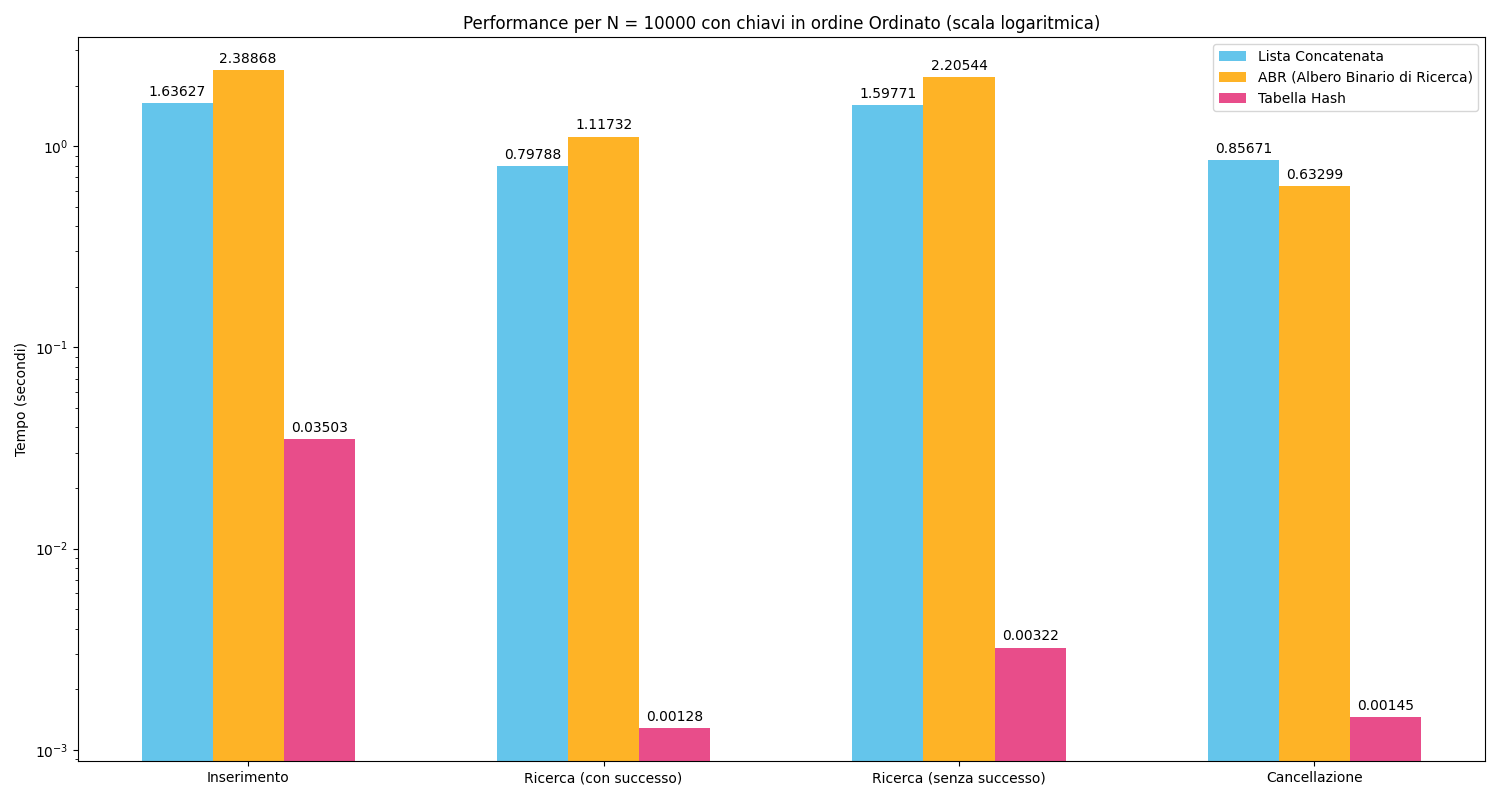 Performance per N = 10000 con chiavi in ordine Ordinato (scala logaritmica)
Lista Concatenata
ABR (Albero Binario di Ricerca)
Tabella Hash
Tempo (secondi)
10⁰
10⁻¹
10⁻²
10⁻³
1.63627
2.38868
0.03503
0.79788
1.11732
0.00128
1.59771
2.20544
0.00322
0.85671
0.63299
0.00145
Inserimento
Ricerca (con successo)
Ricerca (senza successo)
Cancellazione